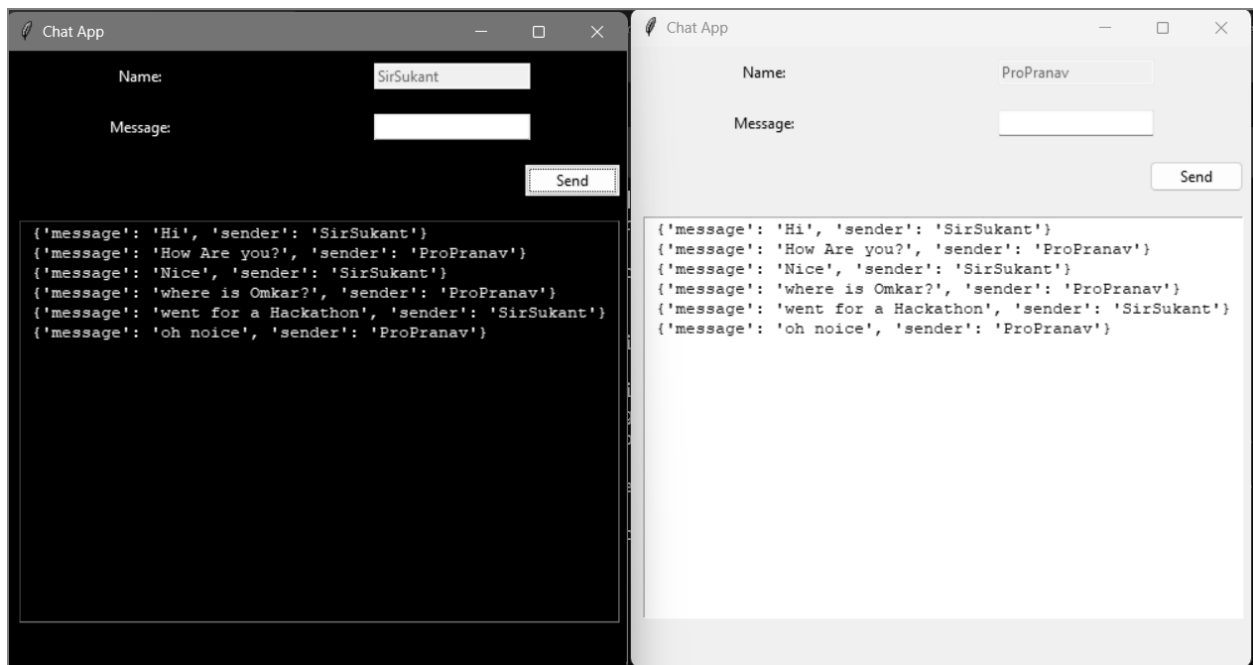 Chat App
Name: SirSukant
Message:
Send
{'message': 'Hi', 'sender': 'SirSukant'}
{'message': 'How Are you?', 'sender': 'ProPranav'}
{'message': 'Nice', 'sender': 'SirSukant'}
{'message': 'where is Omkar?', 'sender': 'ProPranav'}
{'message': 'went for a Hackathon', 'sender': 'SirSukant'}
{'message': 'oh noice', 'sender': 'ProPranav'}
Chat App
Name: ProPranav
Message:
Send
{'message': 'Hi', 'sender': 'SirSukant'}
{'message': 'How Are you?', 'sender': 'ProPranav'}
{'message': 'Nice', 'sender': 'SirSukant'}
{'message': 'where is Omkar?', 'sender': 'ProPranav'}
{'message': 'went for a Hackathon', 'sender': 'SirSukant'}
{'message': 'oh noice', 'sender': 'ProPranav'}